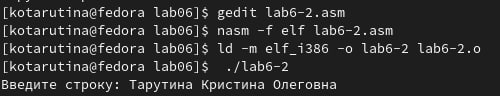 [kotarutina@fedora lab06]$ gedit lab6-2.asm
[kotarutina@fedora lab06]$ nasm -f elf lab6-2.asm
[kotarutina@fedora lab06]$ ld -m elf_i386 -o lab6-2 lab6-2.o
[kotarutina@fedora lab06]$  ./lab6-2
Введите строку: Тарутина Кристина Олеговна